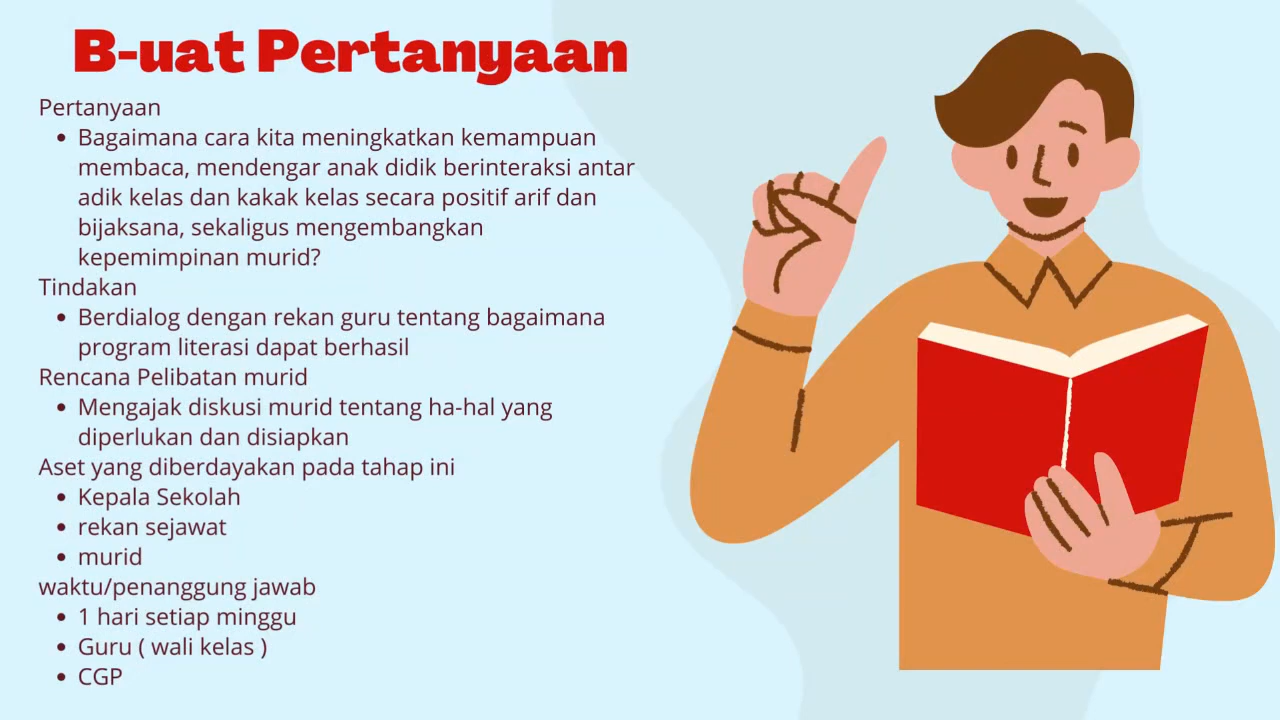 B-uat Pertanyaan
Pertanyaan
• Bagaimana cara kita meningkatkan kemampuan
membaca, mendengar anak didik berinteraksi antar
adik kelas dan kakak kelas secara positif arif dan
bijaksana, sekaligus mengembangkan
kepemimpinan murid?
Tindakan
• Berdialog dengan rekan guru tentang bagaimana
program literasi dapat berhasil
Rencana Pelibatan murid
• Mengajak diskusi murid tentang ha-hal yang
diperlukan dan disiapkan
Aset yang diberdayakan pada tahap ini
• Kepala Sekolah
• rekan sejawat
• murid
waktu/penanggung jawab
• 1 hari setiap minggu
• Guru ( wali kelas )
• CGP